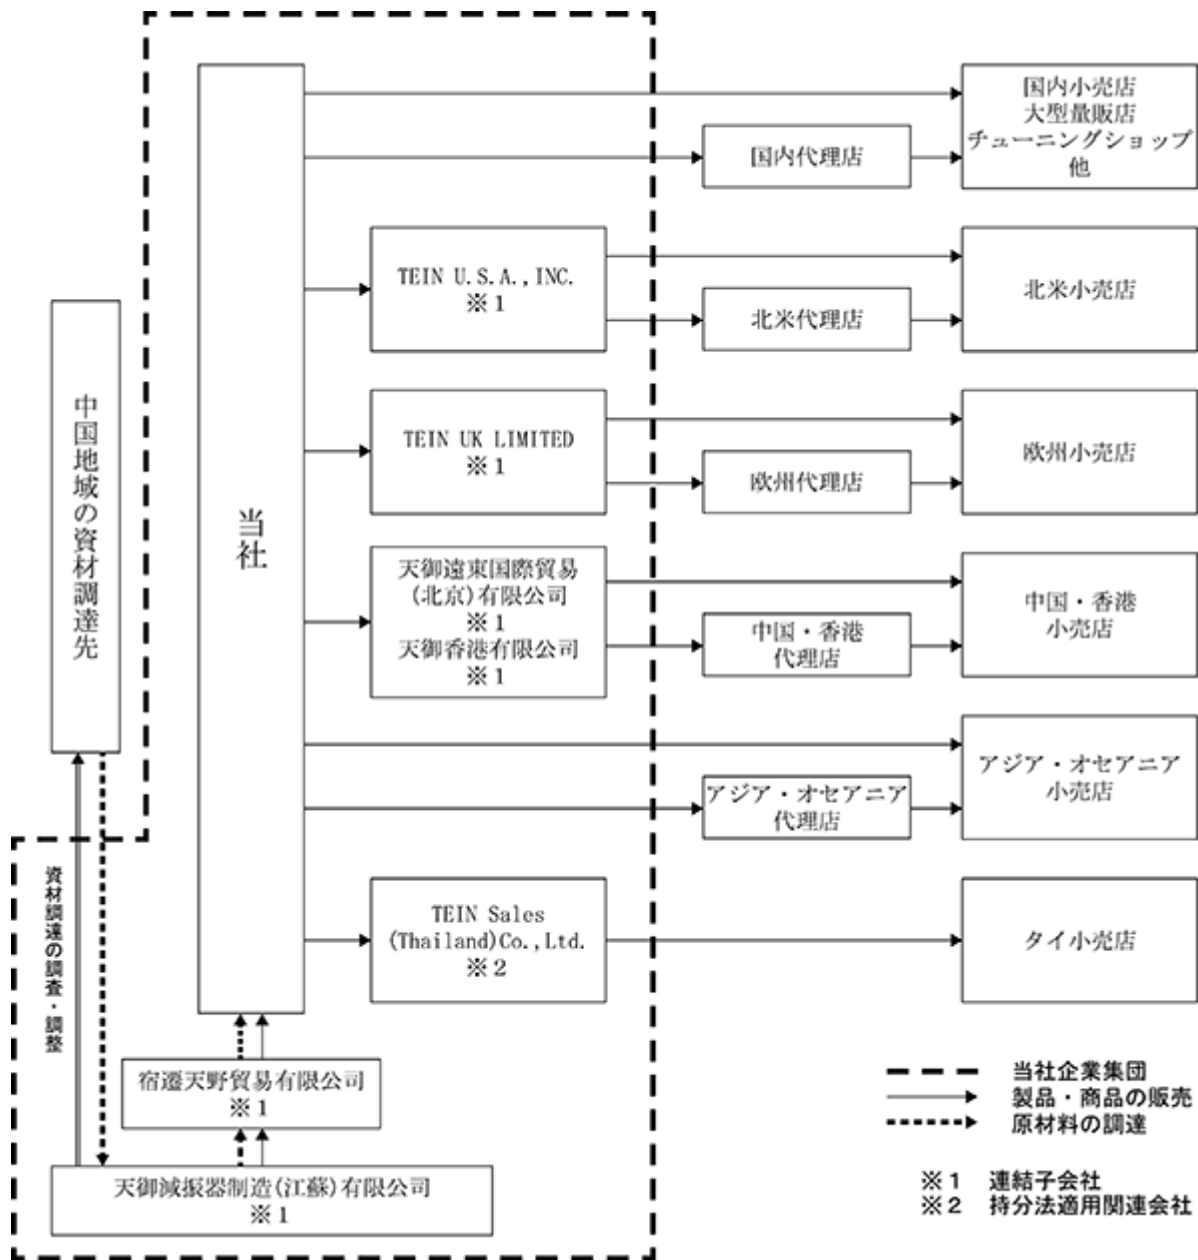 国内小売店
大型量販店
チューニングショップ
他
国内代理店
TEIN U.S.A.,INC.
※1
北米代理店
北米小売店
中国地域の資材調達先
当社
TEIN UK LIMITED
※1
欧州代理店
欧州小売店
天御遠東国際貿易
(北京)有限公司
※1
天御香港有限公司
※1
中国・香港
代理店
中国・香港
小売店
アジア・オセアニア
代理店
アジア・オセアニア
小売店
資材調達の調査・調整
TEIN Sales
(Thailand)Co.,Ltd.
※2
タイ小売店
宿遷天野貿易有限公司
※1
天御減振器制造(江蘇)有限公司
※1
当社企業集団
製品・商品の販売
原材料の調達
※1 連結子会社
※2 持分法適用関連会社